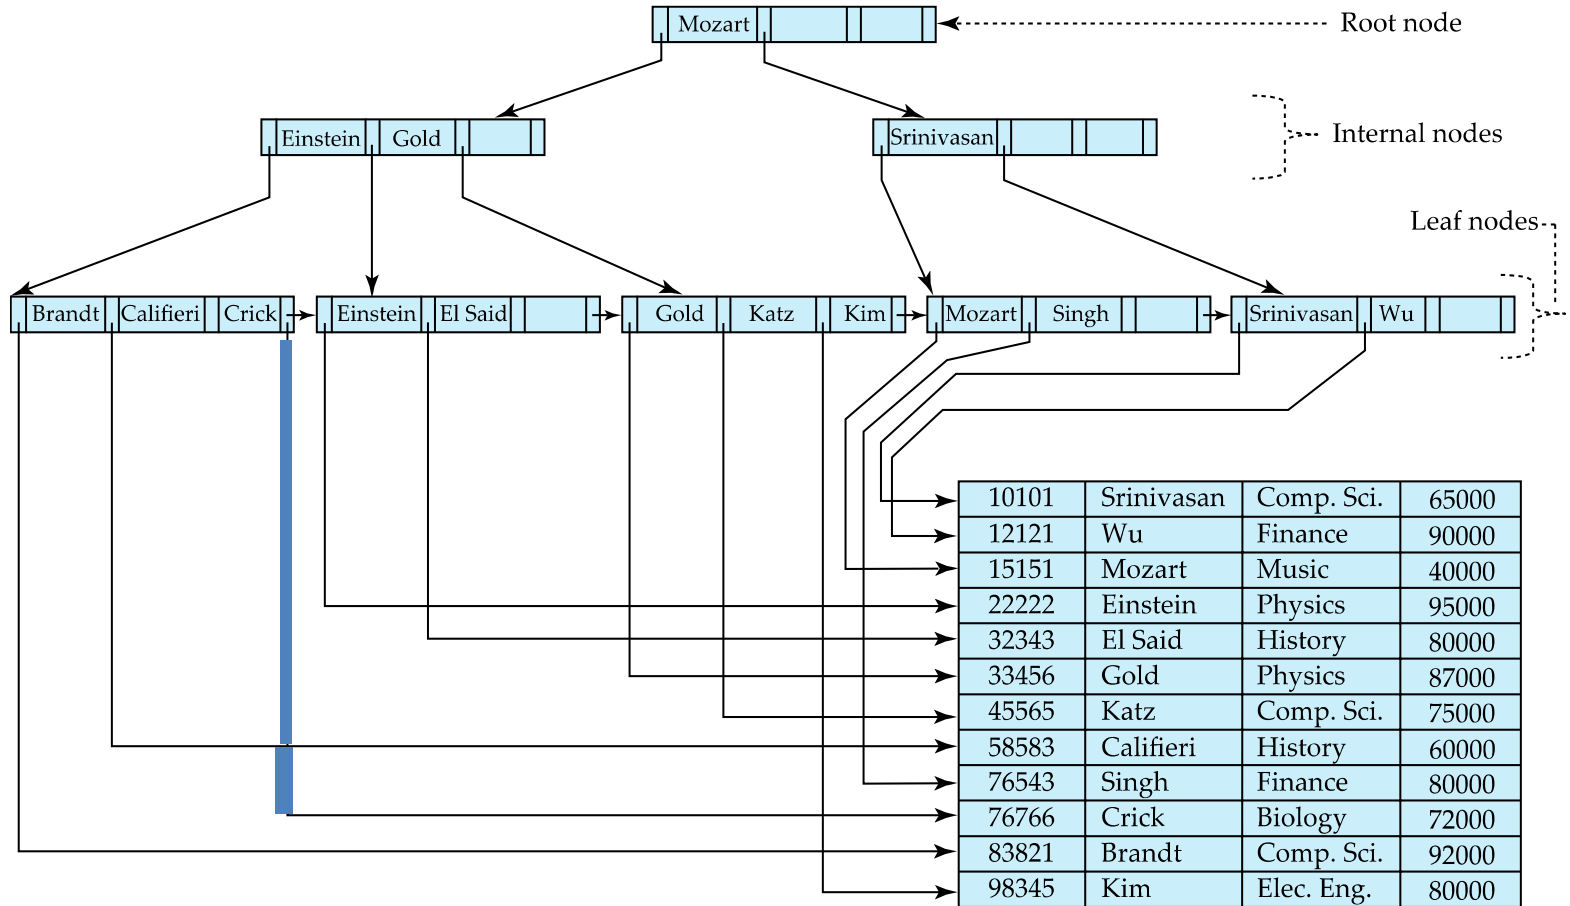 Mozart
Root node
Einstein Gold
Srinivasan
Internal nodes
Leaf nodes
Brandt Califieri Crick
Einstein El Said
Gold Katz Kim
Mozart Singh
Srinivasan Wu
10101 Srinivasan Comp. Sci. 65000
12121 Wu Finance 90000
15151 Mozart Music 40000
22222 Einstein Physics 95000
32343 El Said History 80000
33456 Gold Physics 87000
45565 Katz Comp. Sci. 75000
58583 Califieri History 60000
76543 Singh Finance 80000
76766 Crick Biology 72000
83821 Brandt Comp. Sci. 92000
98345 Kim Elec. Eng. 80000